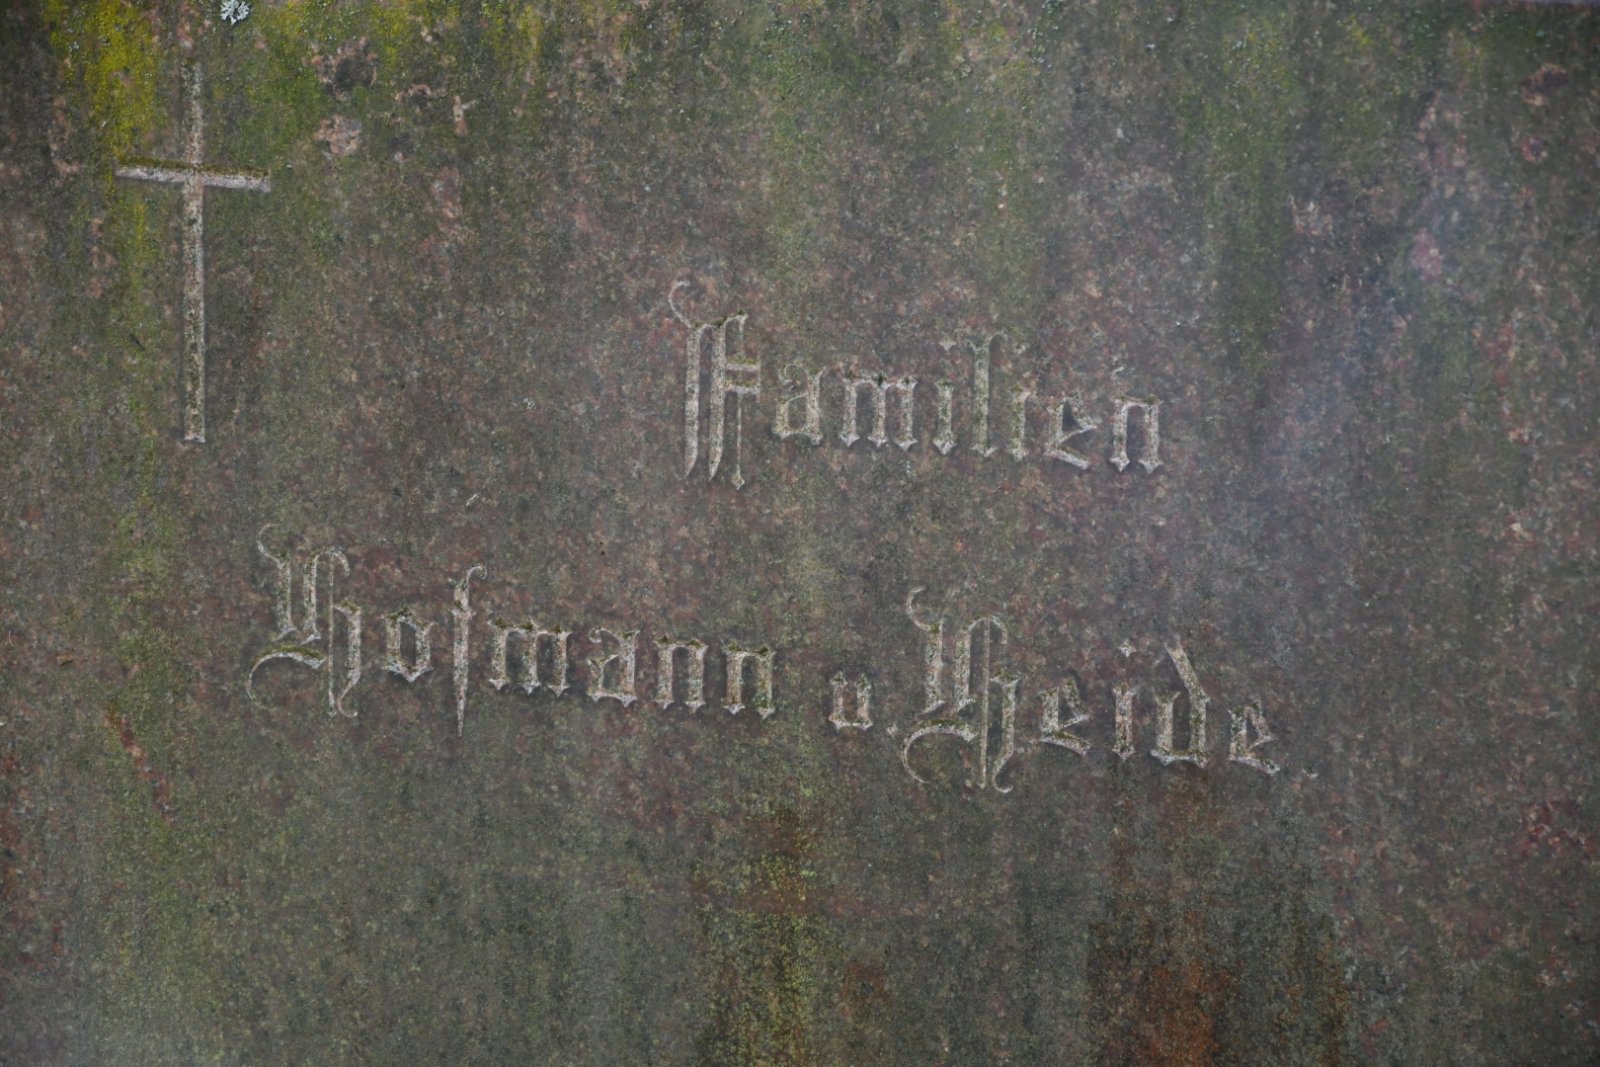 Familien
Hofmann u. Heide.